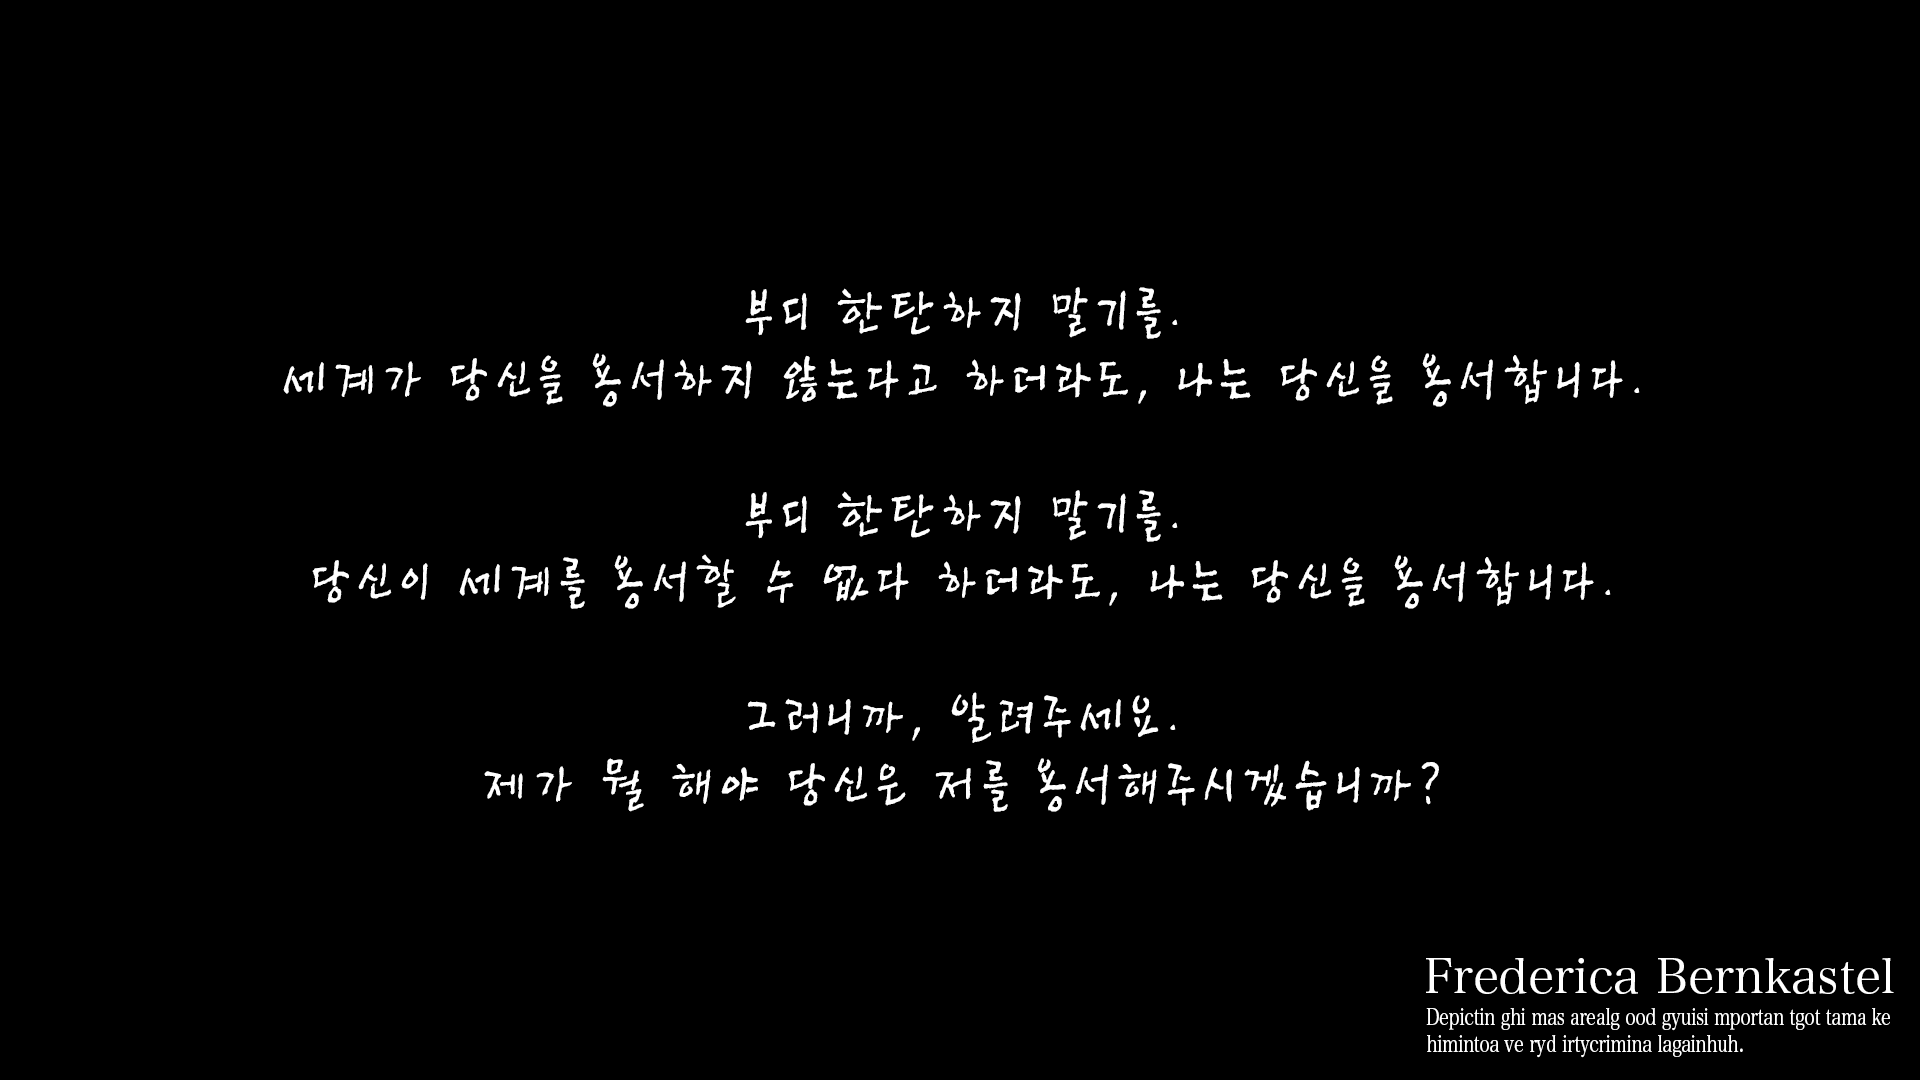 부디 한탄하지 말기를.
세계가 당신을 용서하지 않는다고 하더라도, 나는 당신을 용서합니다.
부디 한탄하지 말기를.
당신이 세계를 용서할 수 없다 하더라도, 나는 당신을 용서합니다.
그러니까, 알려주세요.
제가 뭘 해야 당신은 저를 용서해주시겠습니까?
Frederica Bernkastel
Depictin ghi mas arealg ood gyuisi mportan tgot tama ke
himintoa ve ryd irtycrimina lagainhuh.